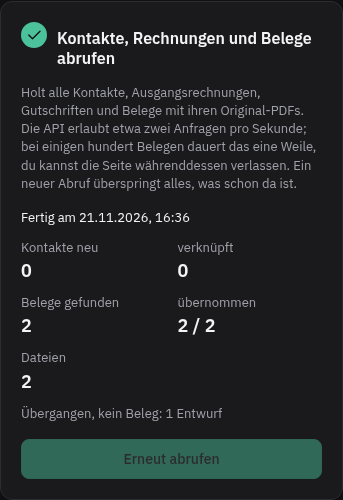 Kontakte, Rechnungen und Belege
abrufen
Holt alle Kontakte, Ausgangsrechnungen,
Gutschriften und Belege mit ihren Original-PDFs.
Die API erlaubt etwa zwei Anfragen pro Sekunde;
bei einigen hundert Belegen dauert das eine Weile,
du kannst die Seite währenddessen verlassen. Ein
neuer Abruf überspringt alles, was schon da ist.
Fertig am 21.11.2026, 16:36
Kontakte neu verknüpft
0 0
Belege gefunden übernommen
2 2 / 2
Dateien
2
Übergangen, kein Beleg: 1 Entwurf
Erneut abrufen